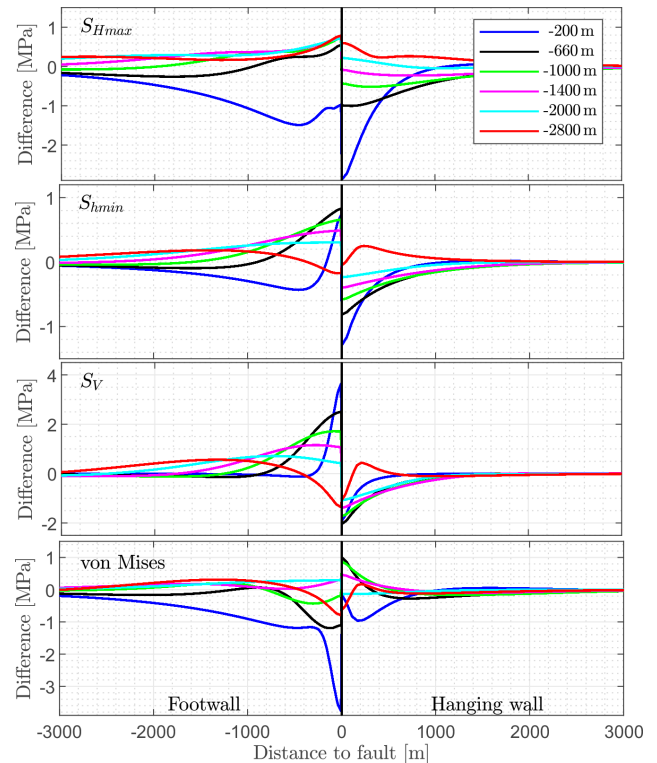 S_Hmax
Difference [MPa]
1
0
-1
-2
-200 m
-660 m
-1000 m
-1400 m
-2000 m
-2800 m
S_hmin
Difference [MPa]
1
0
-1
S_V
Difference [MPa]
4
2
0
-2
von Mises
Difference [MPa]
1
0
-1
-2
-3
Footwall
Hanging wall
-3000
-2000
-1000
0
1000
2000
3000
Distance to fault [m]